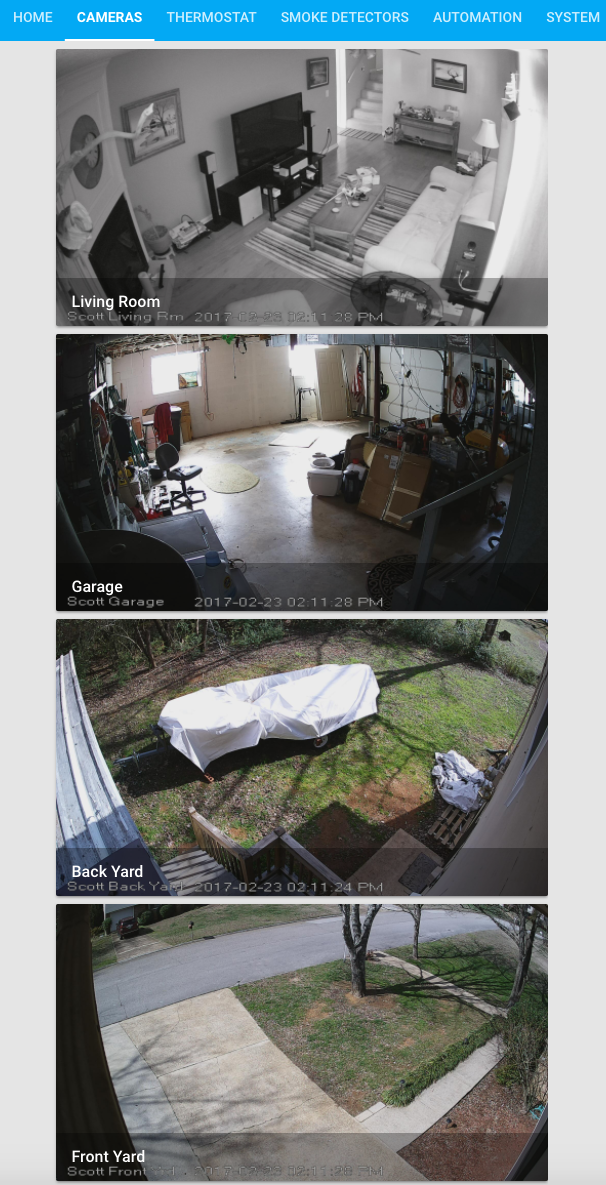 HOME CAMERAS THERMOSTAT SMOKE DETECTORS AUTOMATION SYSTEM
Living Room
Scott Living Rm 2017-02-23 02:11:28 PM
Garage
Scott Garage 2017-02-23 02:11:28 PM
Back Yard
Scott Back Yard 2017-02-23 02:11:24 PM
Front Yard
Scott Front 2017-02-23 02:11:28 PM